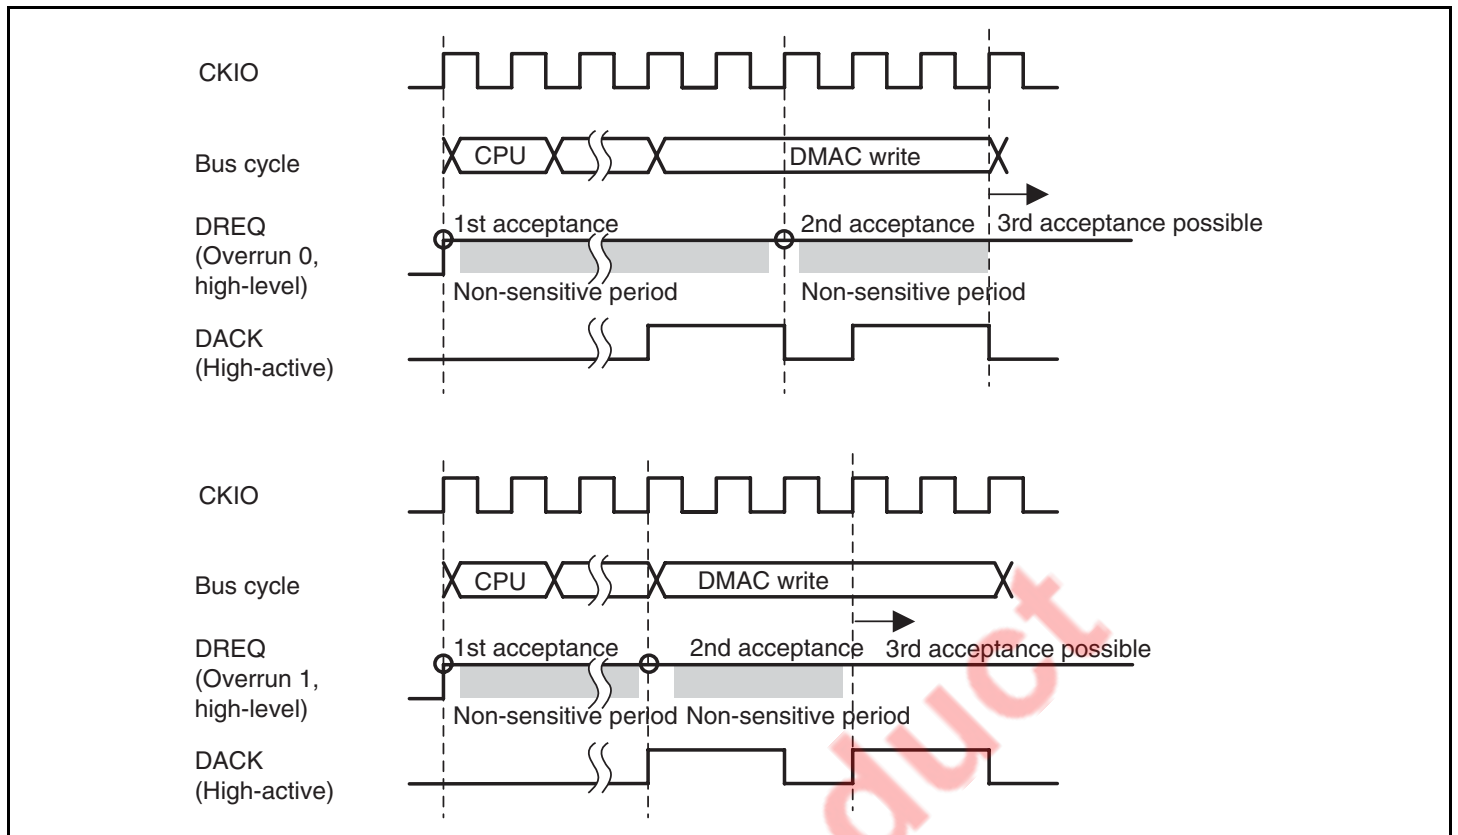 CKIO
Bus cycle
CPU
DMAC write
DREQ
(Overrun 0,
high-level)
1st acceptance
2nd acceptance
3rd acceptance possible
Non-sensitive period
Non-sensitive period
DACK
(High-active)
CKIO
Bus cycle
CPU
DMAC write
DREQ
(Overrun 1,
high-level)
1st acceptance
2nd acceptance
3rd acceptance possible
Non-sensitive period
Non-sensitive period
DACK
(High-active)
duct